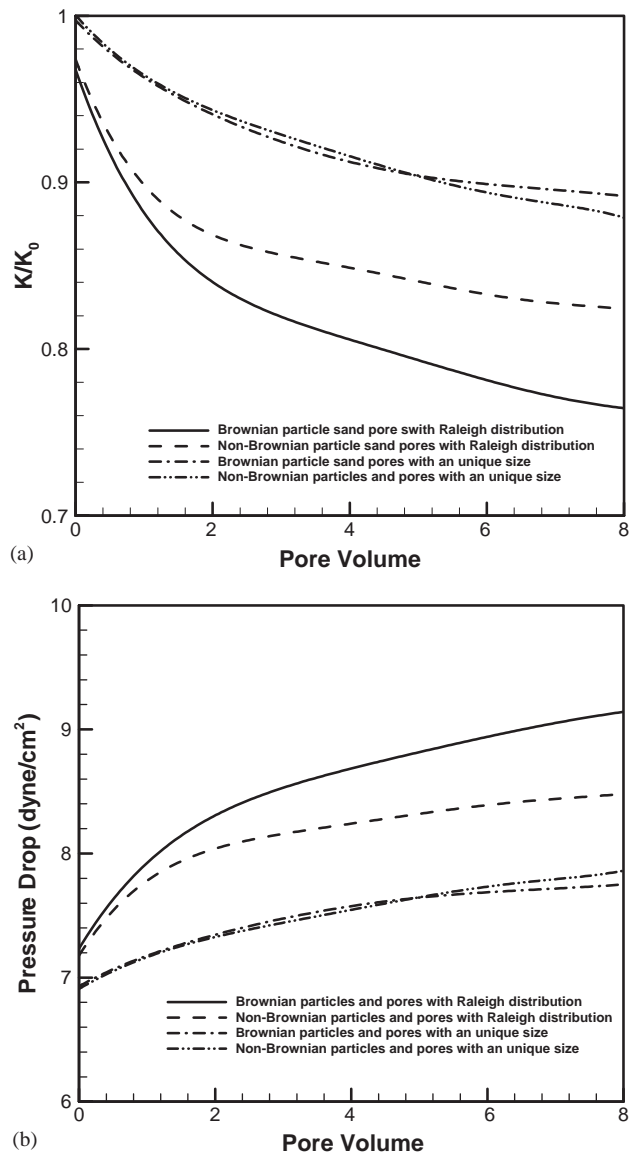 1
0.9
0.8
0.7
K/K0
Brownian particle sand pore swith Raleigh distribution
Non-Brownian particle sand pores with Raleigh distribution
Brownian particle sand pores with an unique size
Non-Brownian particles and pores with an unique size
0 2 4 6 8
(a)
Pore Volume
10
9
8
7
6
Pressure Drop (dyne/cm²)
Brownian particles and pores with Raleigh distribution
Non-Brownian particles and pores with Raleigh distribution
Brownian particles and pores with an unique size
Non-Brownian particles and pores with an unique size
0 2 4 6 8
(b)
Pore Volume